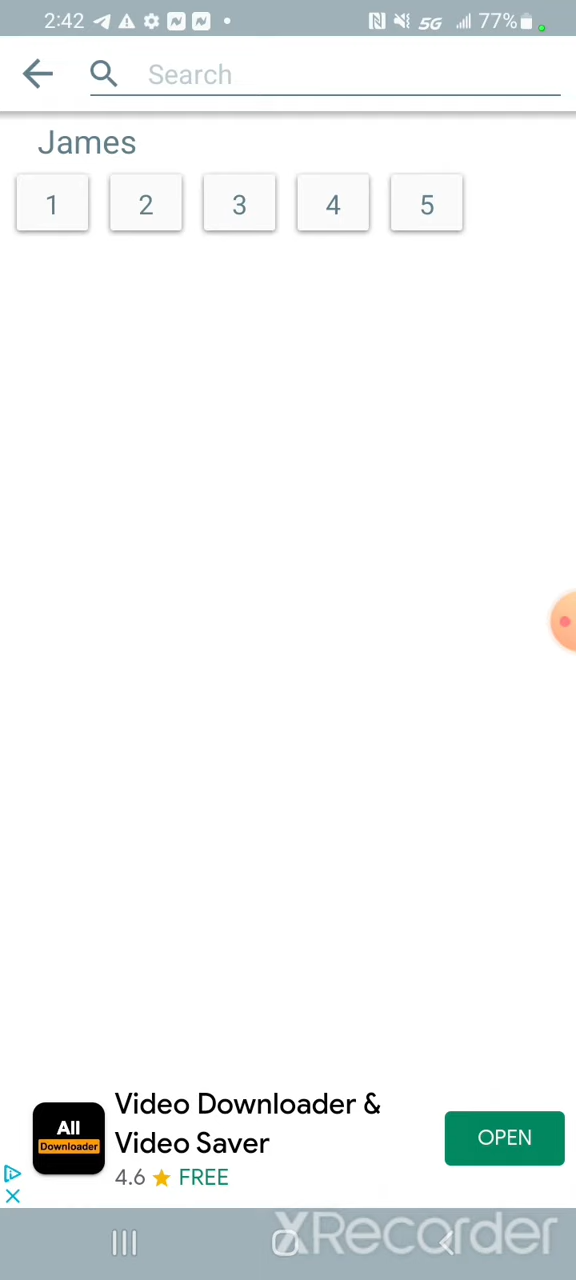 2:42 5G 77%
Search
James
1 2 3 4 5
Video Downloader &
Video Saver
4.6 FREE
OPEN
All
Downloader
XRecorder